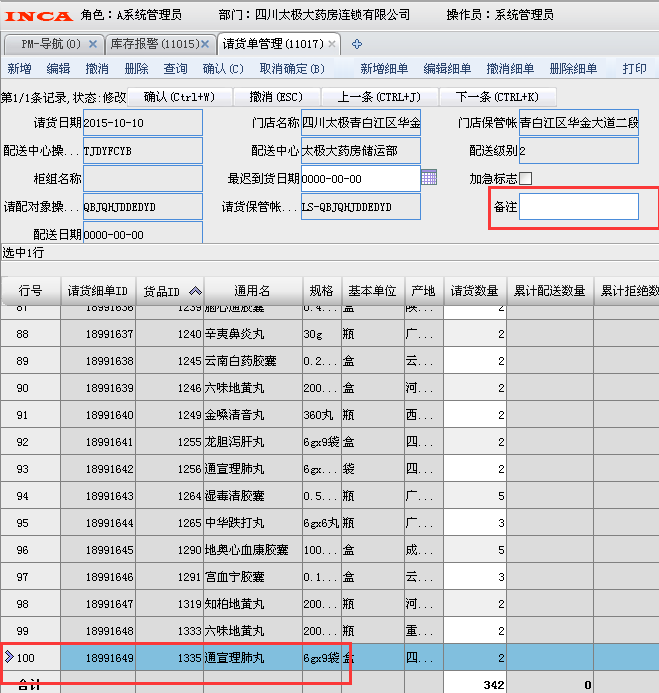 INCA 角色：A系统管理员 部门：四川太极大药房连锁有限公司 操作员：系统管理员
PM-导航(0) 库存报警(11015) 请货单管理(11017)
新增 编辑 撤消 删除 查询 确认(C) 取消确定(B) 新增细单 编辑细单 撤消细单 删除细单 打印
第1/1条记录,状态:修改 确认(Ctrl+W) 撤消(ESC) 上一条(CTRL+J) 下一条(CTRL+K)
请货日期 2015-10-10 门店名称 四川太极青白江区华金 门店保管帐 青白江区华金大道二段
配送中心操... TJDYFCYB 配送中心 太极大药房储运部 配送级别 2
柜组名称 最迟到货日期 0000-00-00 加急标志
请配对象操... QBJQHJDDEDYD 请货保管帐... LS-QBJQHJDDEDYD 备注
配送日期 0000-00-00
选中1行
行号 请货细单ID 货品ID 通用名 规格 基本单位 产地 请货数量 累计配送数量 累计拒绝数
87 18991636 1239 脑心通胶囊 0.4... 盒 陕... 2
88 18991637 1240 辛夷鼻炎丸 30g 瓶 广... 2
89 18991638 1245 云南白药胶囊 0.2... 盒 云... 2
90 18991639 1246 六味地黄丸 200... 瓶 河... 2
91 18991640 1249 金嗓清音丸 360丸 瓶 西... 2
92 18991641 1255 龙胆泻肝丸 6gx9袋 盒 四... 2
93 18991642 1256 通宣理肺丸 6gx... 袋 四... 2
94 18991643 1264 湿毒清胶囊 0.5... 瓶 广... 5
95 18991644 1265 中华跌打丸 6gx6丸 瓶 广... 3
96 18991645 1290 地奥心血康胶囊 100... 盒 成... 5
97 18991646 1291 宫血宁胶囊 0.1... 盒 云... 3
98 18991647 1319 知柏地黄丸 200... 瓶 河... 2
99 18991648 1333 六味地黄丸 200... 瓶 重... 2
100 18991649 1335 通宣理肺丸 6gx9袋 盒 四... 2
合计 342 0